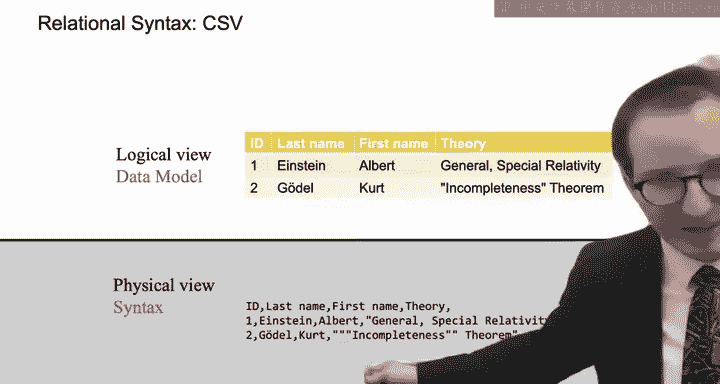 Relational Syntax: CSV
ID Last name First name Theory
Logical view
1 Einstein Albert General, Special Relativity
Data Model
2 Gödel Kurt "Incompleteness" Theorem
Physical view
Syntax
ID,Last name,First name,Theory,
1,Einstein,Albert,"General, Special Relativity
2,Gödel,Kurt,"""Incompleteness"" Theorem"